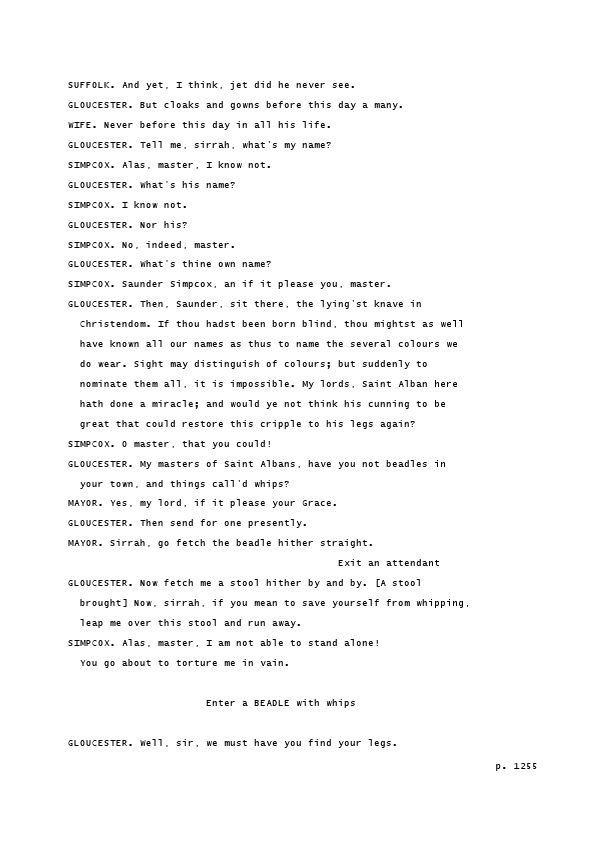 SUFFOLK. And yet, I think, jet did he never see.
GLOUCESTER. But cloaks and gowns before this day a many.
WIFE. Never before this day in all his life.
GLOUCESTER. Tell me, sirrah, what's my name?
SIMPCOX. Alas, master, I know not.
GLOUCESTER. What's his name?
SIMPCOX. I know not.
GLOUCESTER. Nor his?
SIMPCOX. No, indeed, master.
GLOUCESTER. What's thine own name?
SIMPCOX. Saunder Simpcox, an if it please you, master.
GLOUCESTER. Then, Saunder, sit there, the lying'st knave in
Christendom. If thou hadst been born blind, thou mightst as well
have known all our names as thus to name the several colours we
do wear. Sight may distinguish of colours; but suddenly to
nominate them all, it is impossible. My lords, Saint Alban here
hath done a miracle; and would ye not think his cunning to be
great that could restore this cripple to his legs again?
SIMPCOX. O master, that you could!
GLOUCESTER. My masters of Saint Albans, have you not beadles in
your town, and things call'd whips?
MAYOR. Yes, my lord, if it please your Grace.
GLOUCESTER. Then send for one presently.
MAYOR. Sirrah, go fetch the beadle hither straight.
Exit an attendant
GLOUCESTER. Now fetch me a stool hither by and by. [A stool
brought] Now, sirrah, if you mean to save yourself from whipping,
leap me over this stool and run away.
SIMPCOX. Alas, master, I am not able to stand alone!
You go about to torture me in vain.
Enter a BEADLE with whips
GLOUCESTER. Well, sir, we must have you find your legs.
p. 1255